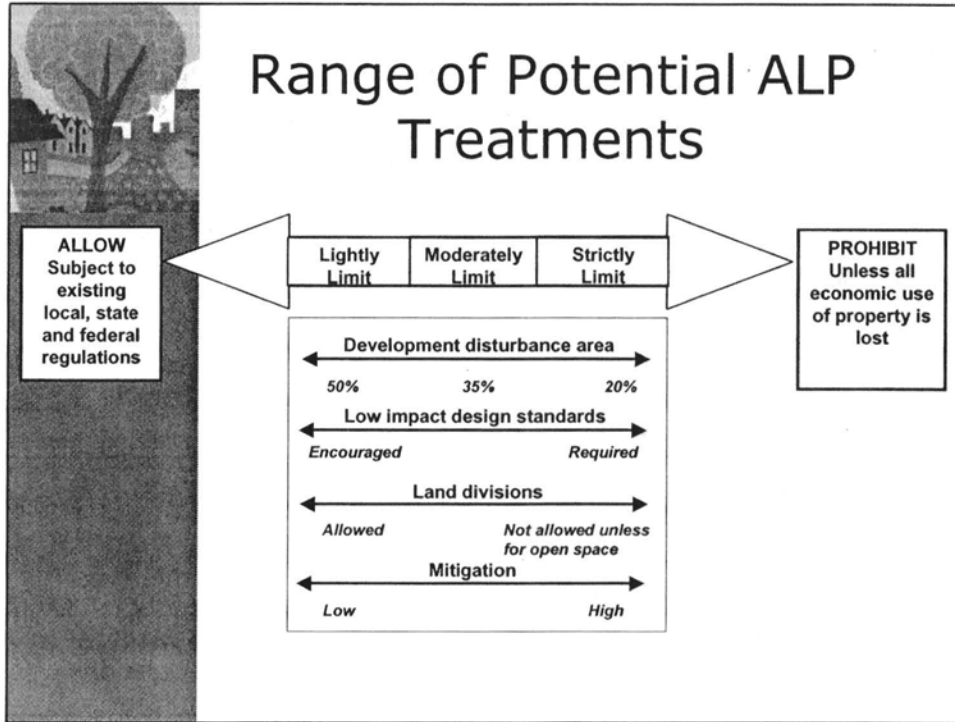 Range of Potential ALP
Treatments
ALLOW
Subject to
existing
local, state
and federal
regulations
Lightly
Limit
Moderately
Limit
Strictly
Limit
PROHIBIT
Unless all
economic use
of property is
lost
Development disturbance area
50% 35% 20%
Low impact design standards
Encouraged Required
Land divisions
Allowed Not allowed unless
for open space
Mitigation
Low High